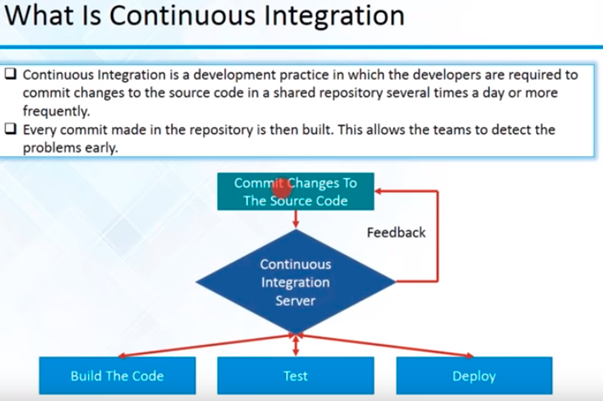 What Is Continuous Integration
Continuous Integration is a development practice in which the developers are required to
commit changes to the source code in a shared repository several times a day or more
frequently.
Every commit made in the repository is then built. This allows the teams to detect the
problems early.
Commit Changes To
The Source Code
Feedback
Continuous
Integration
Server
Build The Code
Test
Deploy